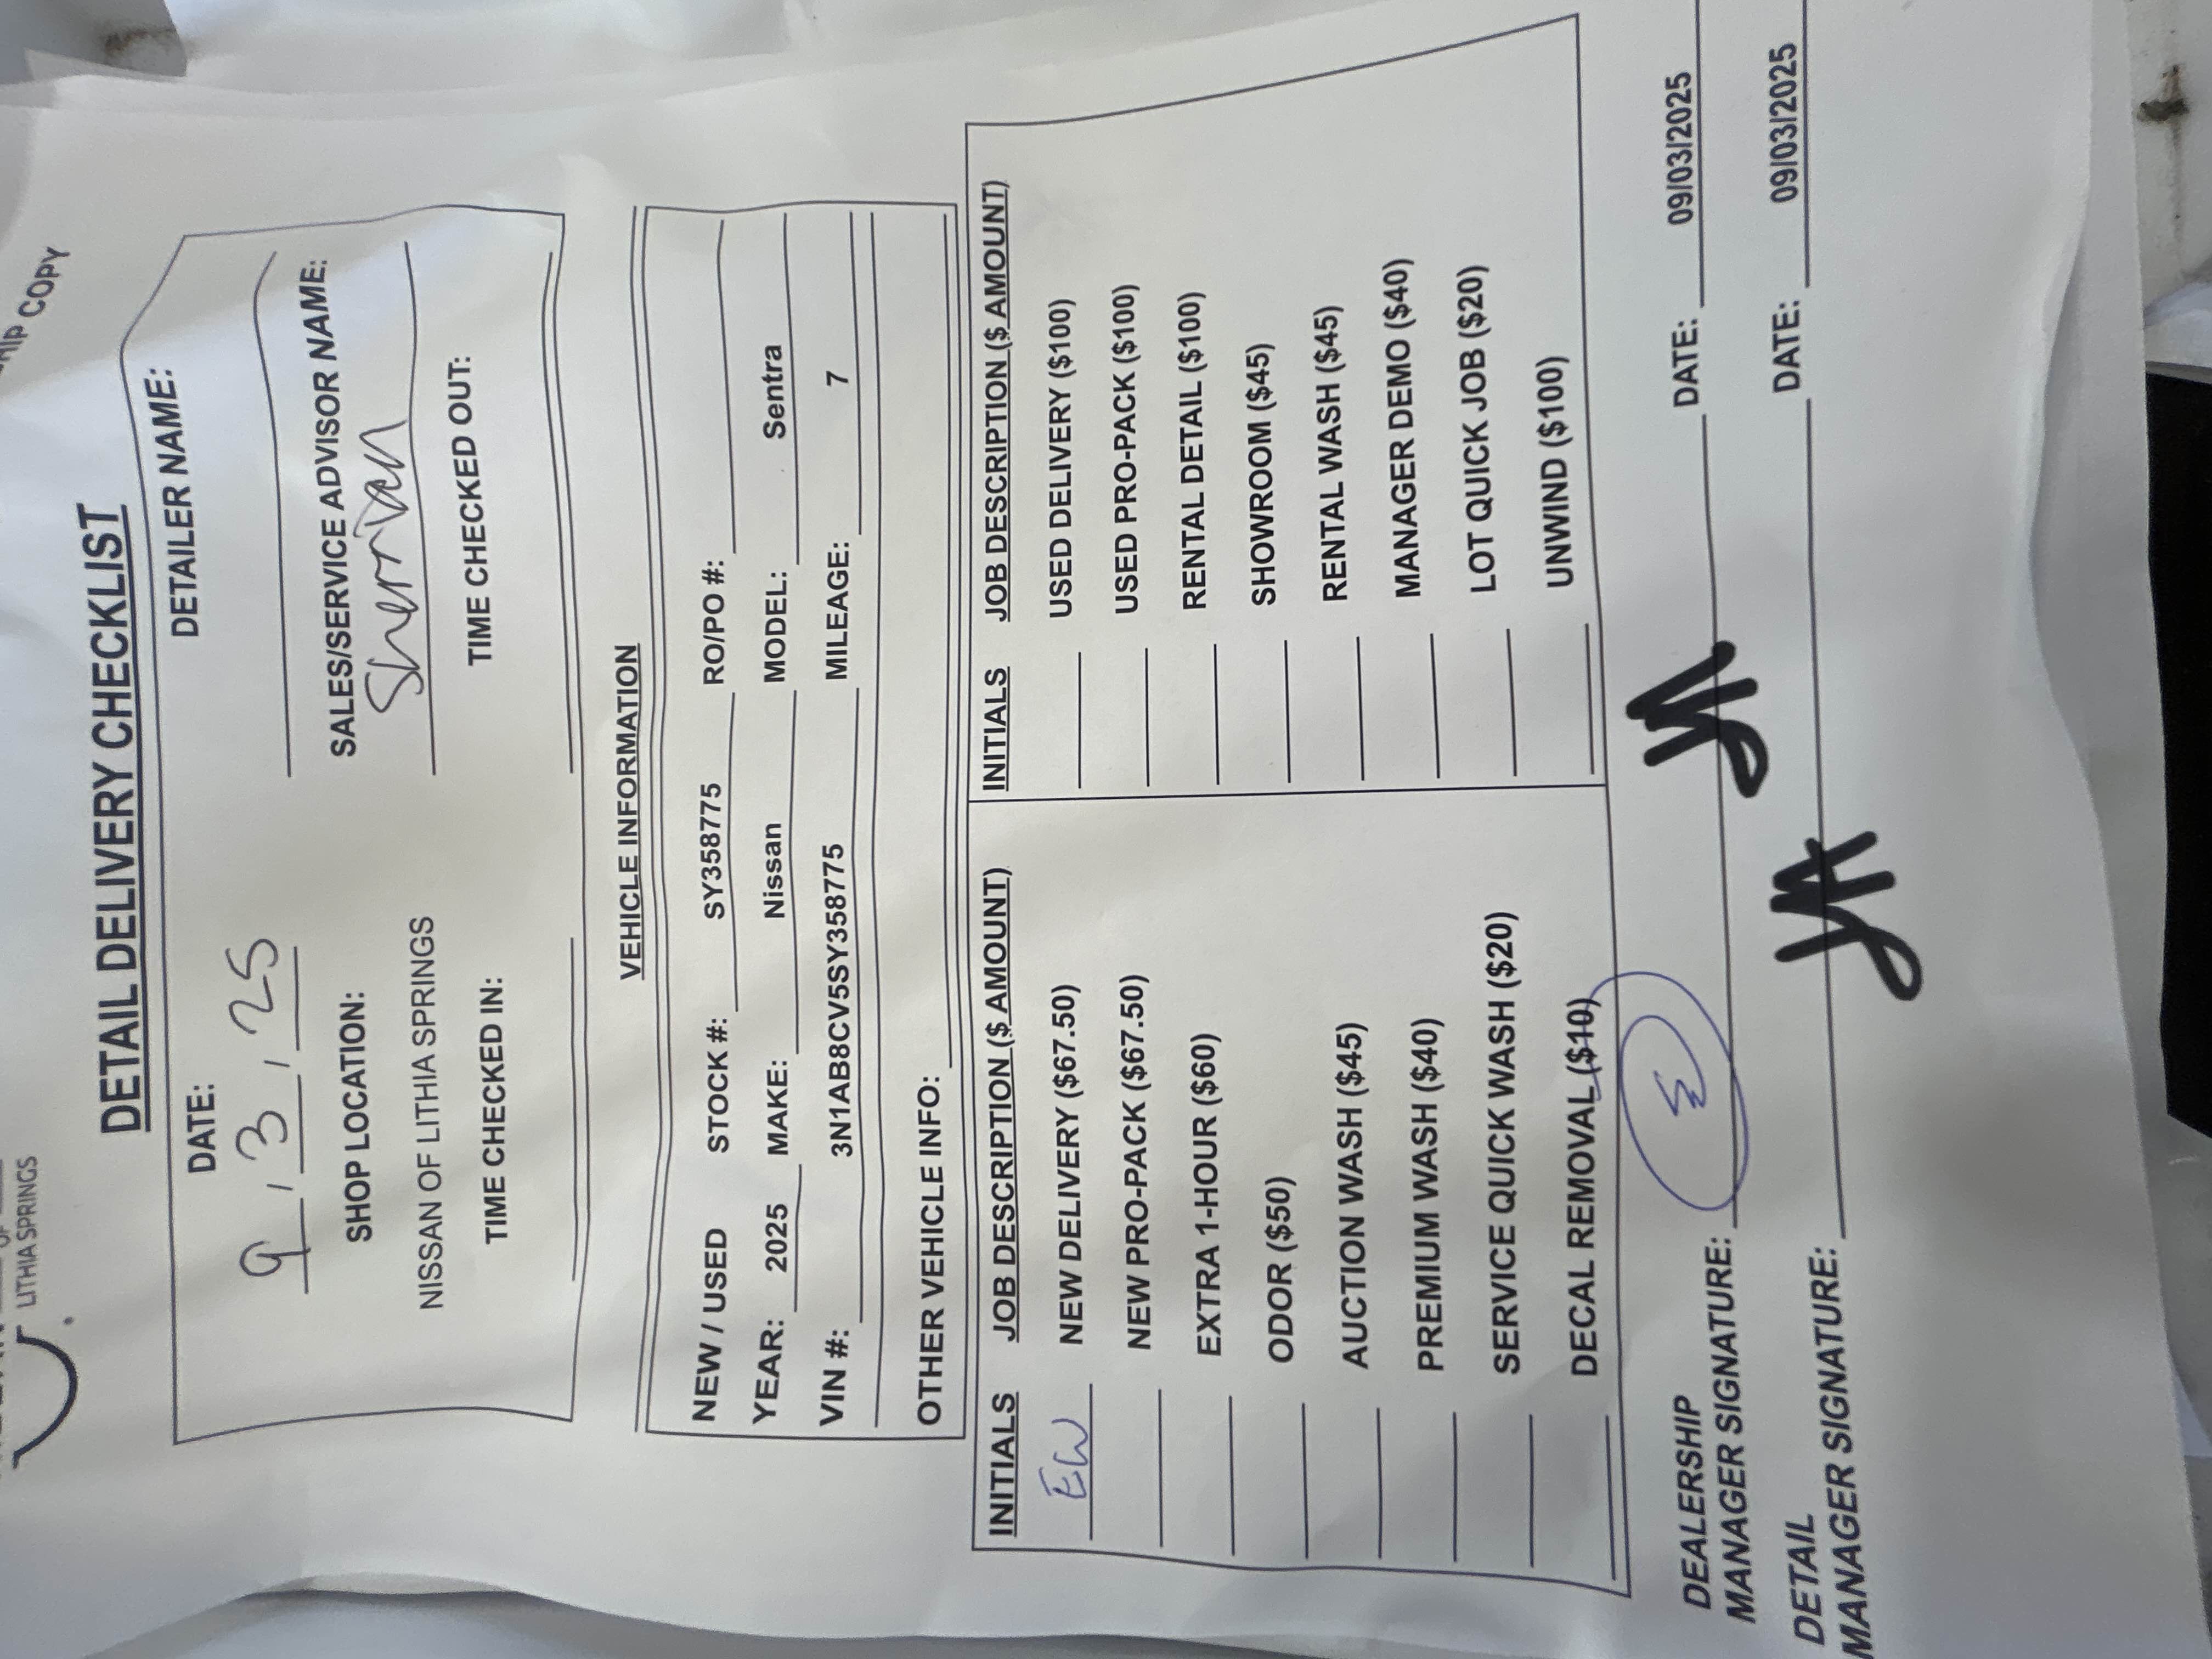 COPY
OF
LITHIA SPRINGS
DETAIL DELIVERY CHECKLIST
DATE: DETAILER NAME:
9 / 3 / 25
SHOP LOCATION: SALES/SERVICE ADVISOR NAME:
NISSAN OF LITHIA SPRINGS Sherrian
TIME CHECKED IN: TIME CHECKED OUT:
VEHICLE INFORMATION
NEW / USED STOCK #: SY358775 RO/PO #:
YEAR: 2025 MAKE: Nissan MODEL: Sentra
VIN #: 3N1AB8CV5SY358775 MILEAGE: 7
OTHER VEHICLE INFO:
INITIALS JOB DESCRIPTION ($ AMOUNT) INITIALS JOB DESCRIPTION ($ AMOUNT)
EW NEW DELIVERY ($67.50) USED DELIVERY ($100)
NEW PRO-PACK ($67.50) USED PRO-PACK ($100)
EXTRA 1-HOUR ($60) RENTAL DETAIL ($100)
ODOR ($50) SHOWROOM ($45)
AUCTION WASH ($45) RENTAL WASH ($45)
PREMIUM WASH ($40) MANAGER DEMO ($40)
SERVICE QUICK WASH ($20) LOT QUICK JOB ($20)
DECAL REMOVAL ($10) UNWIND ($100)
DEALERSHIP
MANAGER SIGNATURE: DATE: 09/03/2025
DETAIL
MANAGER SIGNATURE: DATE: 09/03/2025